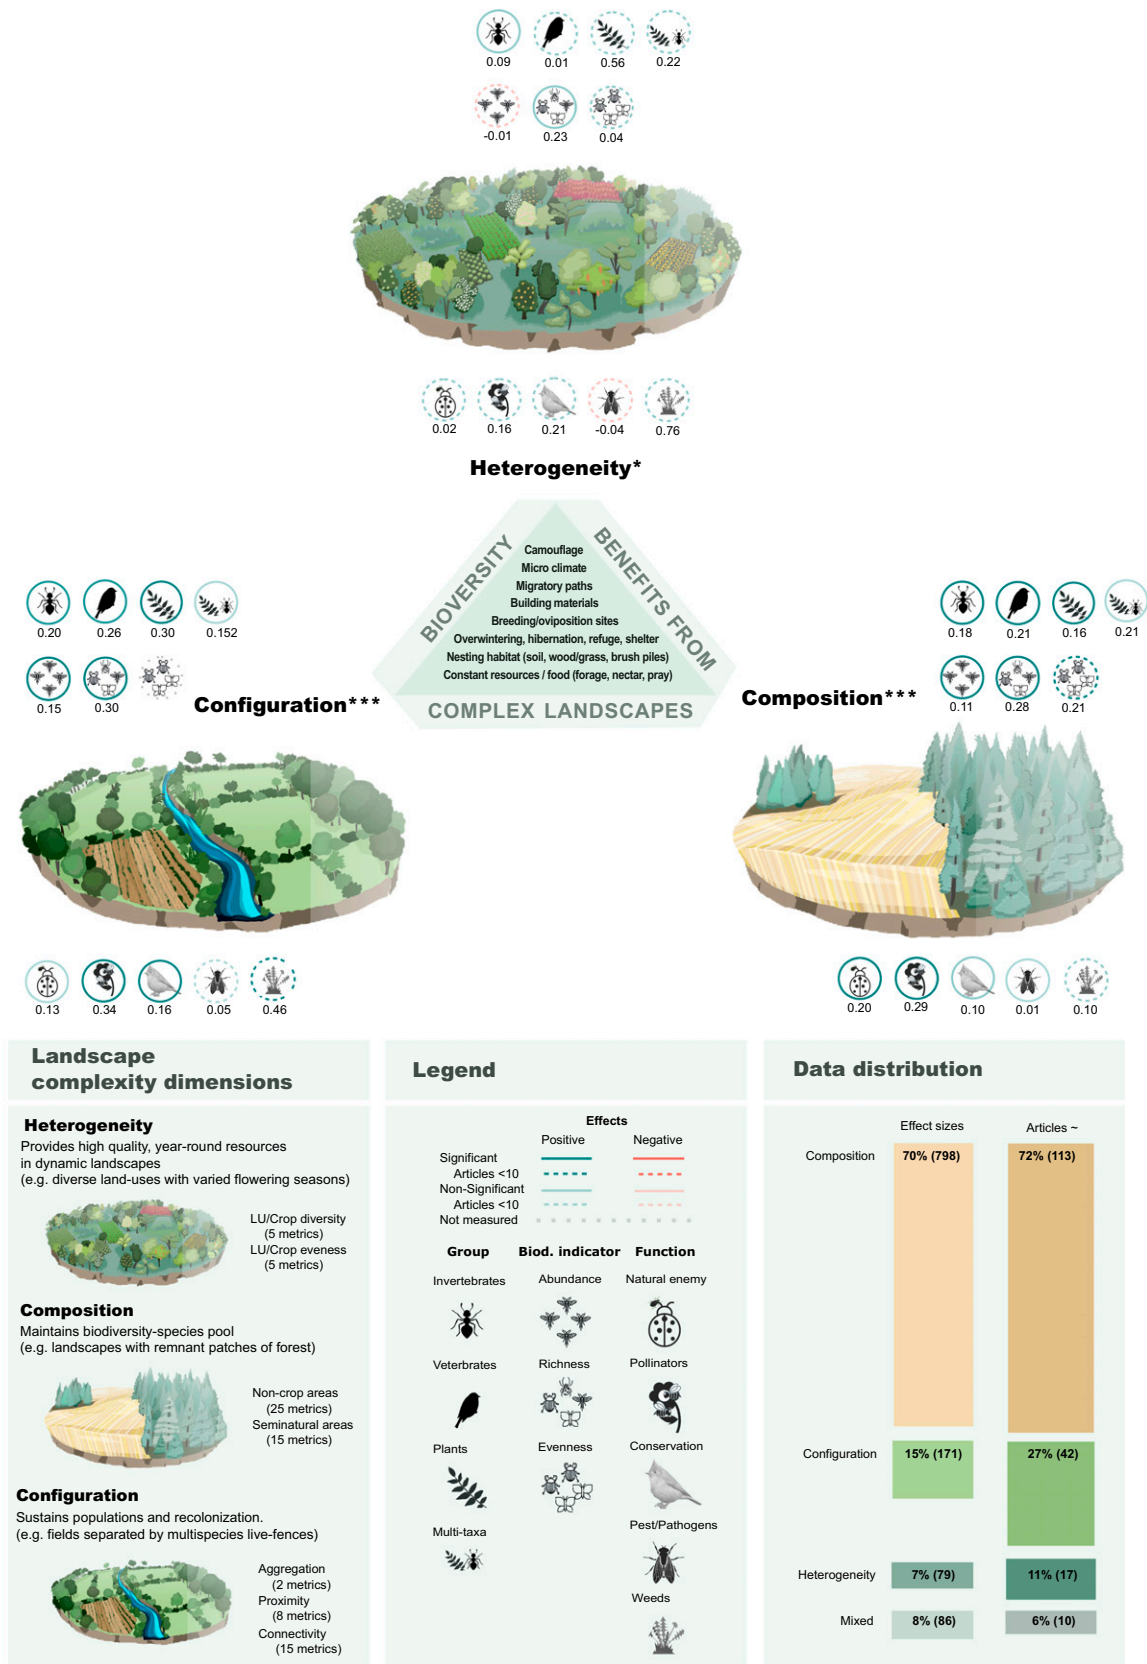 0.09 0.01 0.56 0.22
-0.01 0.23 0.04
0.02 0.16 0.21 -0.04 0.76
Heterogeneity*
BIOVERSITY
BENEFITS FROM
COMPLEX LANDSCAPES
Camouflage
Micro climate
Migratory paths
Building materials
Breeding/oviposition sites
Overwintering, hibernation, refuge, shelter
Nesting habitat (soil, wood/grass, brush piles)
Constant resources / food (forage, nectar, pray)
0.20 0.26 0.30 0.152
0.15 0.30
Configuration***
0.13 0.34 0.16 0.05 0.46
0.18 0.21 0.16 0.21
0.11 0.28 0.21
Composition***
0.20 0.29 0.10 0.01 0.10
Landscape
complexity dimensions
Heterogeneity
Provides high quality, year-round resources
in dynamic landscapes
(e.g. diverse land-uses with varied flowering seasons)
LU/Crop diversity
(5 metrics)
LU/Crop eveness
(5 metrics)
Composition
Maintains biodiversity-species pool
(e.g. landscapes with remnant patches of forest)
Non-crop areas
(25 metrics)
Seminatural areas
(15 metrics)
Configuration
Sustains populations and recolonization.
(e.g. fields separated by multispecies live-fences)
Aggregation
(2 metrics)
Proximity
(8 metrics)
Connectivity
(15 metrics)
Legend
Effects
Positive Negative
Significant
Articles <10
Non-Significant
Articles <10
Not measured
Group Biod. indicator Function
Invertebrates Abundance Natural enemy
Veterbrates Richness Pollinators
Plants Evenness Conservation
Multi-taxa Pest/Pathogens
Weeds
Data distribution
Effect sizes Articles ~
Composition 70% (798) 72% (113)
Configuration 15% (171) 27% (42)
Heterogeneity 7% (79) 11% (17)
Mixed 8% (86) 6% (10)